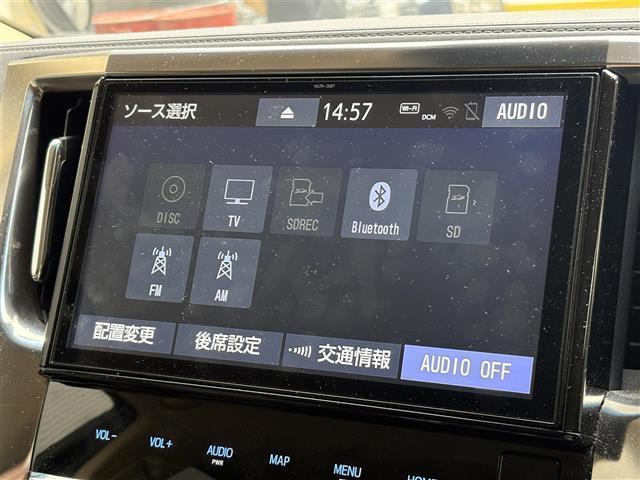 ソース選択 14:57 Wi-Fi DCM AUDIO
DISC TV SDREC Bluetooth SD
FM AM
配置変更 後席設定 交通情報 AUDIO OFF
VOL- VOL+ AUDIO MAP MENU
PWR